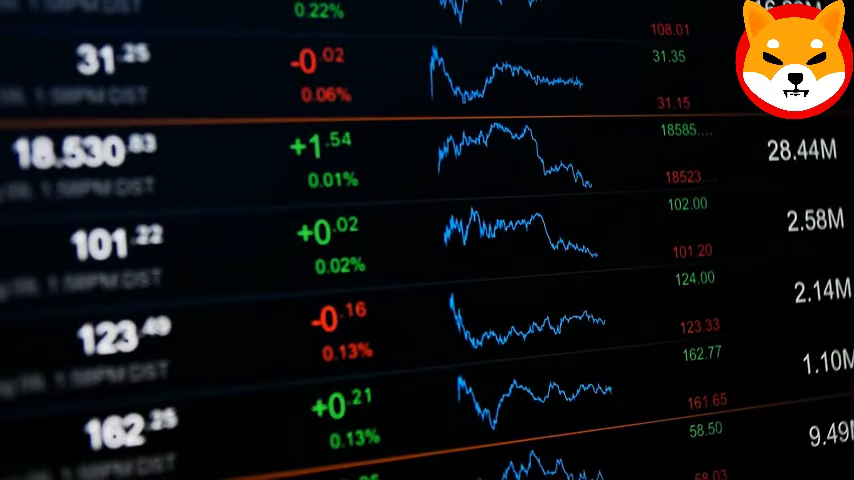 0.22%
108.01
31.25 -0.02 31.35
0.06% 31.15
18.530.83 +1.54 18585.... 28.44M
0.01% 18523....
101.22 +0.02 102.00 2.58M
0.02% 101.20
123.49 -0.16 124.00 2.14M
0.13% 123.33
162.25 +0.21 162.77 1.10M
0.13% 161.65
58.50 9.49M
58.03